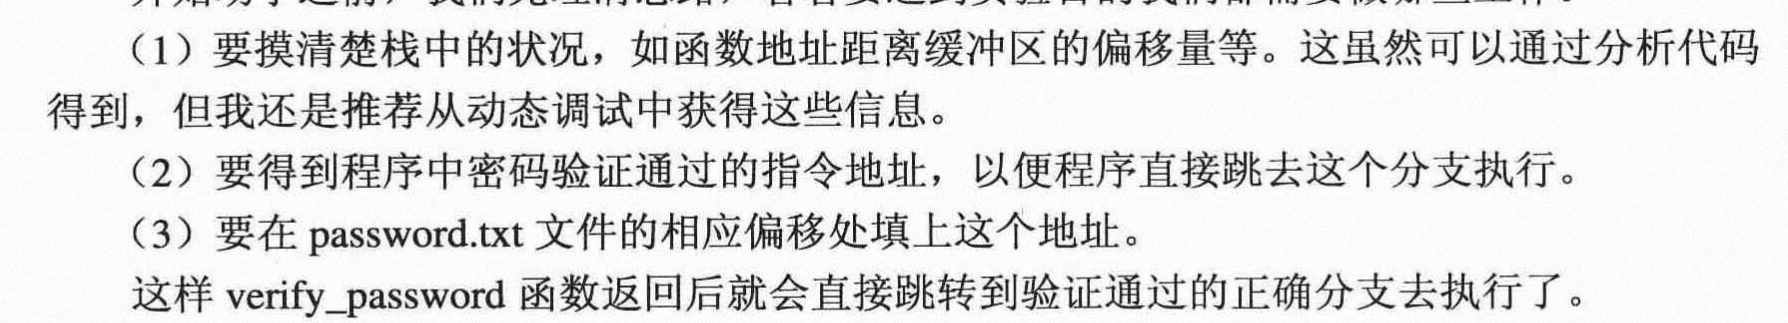 （1）要摸清楚栈中的状况，如函数地址距离缓冲区的偏移量等。这虽然可以通过分析代码
得到，但我还是推荐从动态调试中获得这些信息。
（2）要得到程序中密码验证通过的指令地址，以便程序直接跳去这个分支执行。
（3）要在 password.txt 文件的相应偏移处填上这个地址。
这样 verify_password 函数返回后就会直接跳转到验证通过的正确分支去执行了。